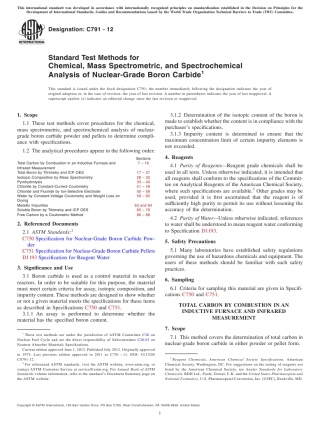 This international standard was developed in accordance with internationally recognized principles on standardization established in the Decision on Principles for the
Development of International Standards, Guides and Recommendations issued by the World Trade Organization Technical Barriers to Trade (TBT) Committee.
Designation: C791 − 12
INTERNATIONAL
Standard Test Methods for
Chemical, Mass Spectrometric, and Spectrochemical
Analysis of Nuclear-Grade Boron Carbide1
This standard is issued under the fixed designation C791; the number immediately following the designation indicates the year of
original adoption or, in the case of revision, the year of last revision. A number in parentheses indicates the year of last reapproval. A
superscript epsilon (ε) indicates an editorial change since the last revision or reapproval.
1. Scope
1.1 These test methods cover procedures for the chemical,
mass spectrometric, and spectrochemical analysis of nuclear-
grade boron carbide powder and pellets to determine compli-
ance with specifications.
1.2 The analytical procedures appear in the following order:
Sections
Total Carbon by Combustion in an Inductive Furnace and
Infrared Measurement
7 – 16
Total Boron by Titrimetry and ICP OES 17 – 27
Isotopic Composition by Mass Spectrometry 28 – 32
Pyrohydrolysis 33 – 40
Chloride by Constant-Current Coulometry
Chloride and Fluoride by Ion-Selective Electrode
Water by Constant-Voltage Coulometry and Weight Loss on
Drying
Metallic Impurities
Soluble Boron by Titrimetry and ICP OES
Free Carbon by a Coulometric Method
2. Referenced Documents
2.1 ASTM Standards:2
C750 Specification for Nuclear-Grade Boron Carbide Pow-
der
C751 Specification for Nuclear-Grade Boron Carbide Pellets
D1193 Specification for Reagent Water
3. Significance and Use
3.1 Boron carbide is used as a control material in nuclear
reactors. In order to be suitable for this purpose, the material
must meet certain criteria for assay, isotopic composition, and
impurity content. These methods are designed to show whether
or not a given material meets the specifications for these items
as described in Specifications C750 and C751.
3.1.1 An assay is performed to determine whether the
material has the specified boron content.
1 These test methods are under the jurisdiction of ASTM Committee C26 on
Nuclear Fuel Cycle and are the direct responsibility of Subcommittee C26.03 on
Neutron Absorber Materials Specifications.
Current edition approved June 1, 2012. Published July 2012. Originally approved
in 1975. Last previous edition approved in 2011 as C791 – 11. DOI: 10.1520/
C0791-12.
2 For referenced ASTM standards, visit the ASTM website, www.astm.org, or
contact ASTM Customer Service at service@astm.org. For Annual Book of ASTM
Standards volume information, refer to the standard's Document Summary page on
the ASTM website.
3.1.2 Determination of the isotopic content of the boron is
made to establish whether the content is in compliance with the
purchaser's specifications.
3.1.3 Impurity content is determined to ensure that the
maximum concentration limit of certain impurity elements is
not exceeded.
4. Reagents
4.1 Purity of Reagents—Reagent grade chemicals shall be
used in all tests. Unless otherwise indicated, it is intended that
all reagents shall conform to the specifications of the Commit-
tee on Analytical Reagents of the American Chemical Society,
where such specifications are available.3 Other grades may be
used, provided it is first ascertained that the reagent is of
sufficiently high purity to permit its use without lessening the
accuracy of the determination.
4.2 Purity of Water—Unless otherwise indicated, references
to water shall be understood to mean reagent water conforming
to Specification D1193.
5. Safety Precautions
5.1 Many laboratories have established safety regulations
governing the use of hazardous chemicals and equipment. The
users of these methods should be familiar with such safety
practices.
6. Sampling
6.1 Criteria for sampling this material are given in Specifi-
cations C750 and C751.
TOTAL CARBON BY COMBUSTION IN AN
INDUCTIVE FURNACE AND INFRARED
MEASUREMENT
7. Scope
7.1 This method covers the determination of total carbon in
nuclear-grade boron carbide in either powder or pellet form.
3 Reagent Chemicals, American Chemical Society Specifications, American
Chemical Society, Washington, DC. For suggestions on the testing of reagents not
listed by the American Chemical Society, see Analar Standards for Laboratory
Chemicals, BDH Ltd., Poole, Dorset, U.K. and the United States Pharmacopeia and
National Formulary, U.S. Pharmacopeial Convention, Inc. (USPC), Rockville, MD.
Copyright © ASTM International, 100 Barr Harbor Drive, PO Box C700, West Conshohocken, PA 19428-2959. United States
1